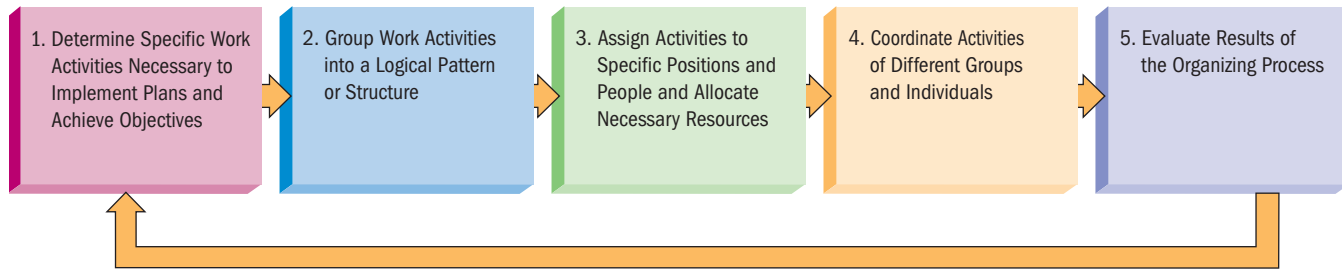 1. Determine Specific Work
Activities Necessary to
Implement Plans and
Achieve Objectives
2. Group Work Activities
into a Logical Pattern
or Structure
3. Assign Activities to
Specific Positions and
People and Allocate
Necessary Resources
4. Coordinate Activities
of Different Groups
and Individuals
5. Evaluate Results of
the Organizing Process